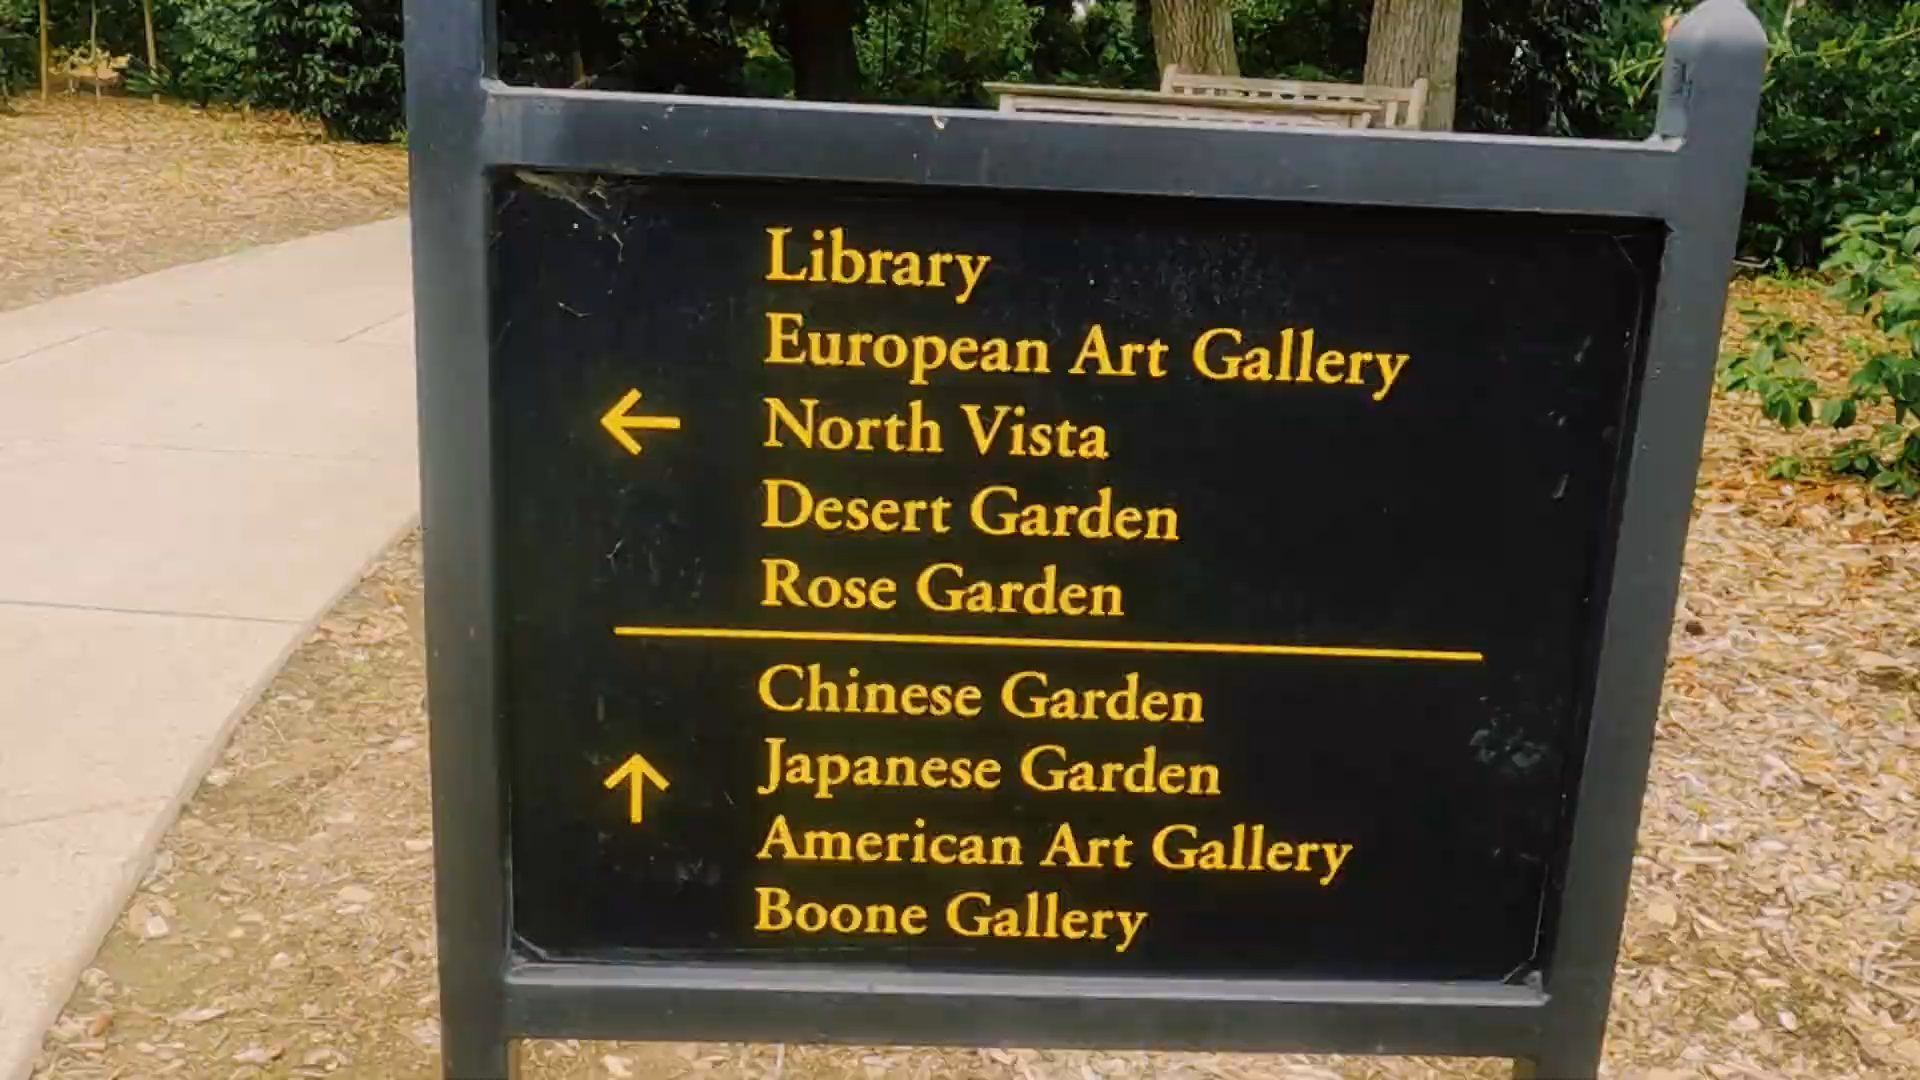 Library
European Art Gallery
← North Vista
Desert Garden
Rose Garden
Chinese Garden
Japanese Garden
↑ American Art Gallery
Boone Gallery